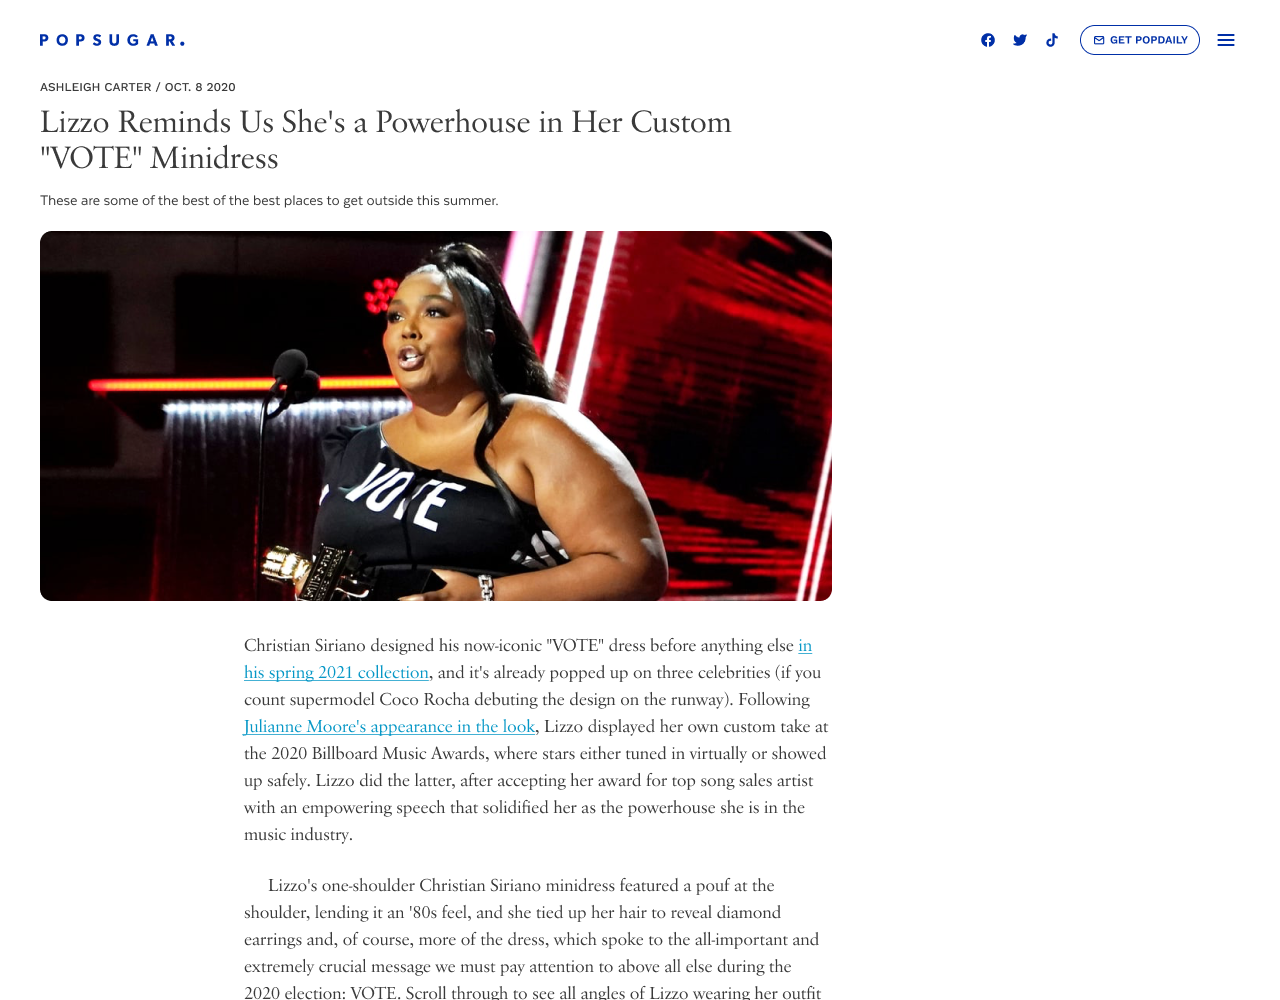 POPSUGAR.
GET POPDAILY
ASHLEIGH CARTER / OCT. 8 2020
Lizzo Reminds Us She's a Powerhouse in Her Custom
"VOTE" Minidress
These are some of the best of the best places to get outside this summer.
VOTE
Christian Siriano designed his now-iconic "VOTE" dress before anything else in
his spring 2021 collection, and it's already popped up on three celebrities (if you
count supermodel Coco Rocha debuting the design on the runway). Following
Julianne Moore's appearance in the look, Lizzo displayed her own custom take at
the 2020 Billboard Music Awards, where stars either tuned in virtually or showed
up safely. Lizzo did the latter, after accepting her award for top song sales artist
with an empowering speech that solidified her as the powerhouse she is in the
music industry.
Lizzo's one-shoulder Christian Siriano minidress featured a pouf at the
shoulder, lending it an '80s feel, and she tied up her hair to reveal diamond
earrings and, of course, more of the dress, which spoke to the all-important and
extremely crucial message we must pay attention to above all else during the
2020 election: VOTE. Scroll through to see all angles of Lizzo wearing her outfit